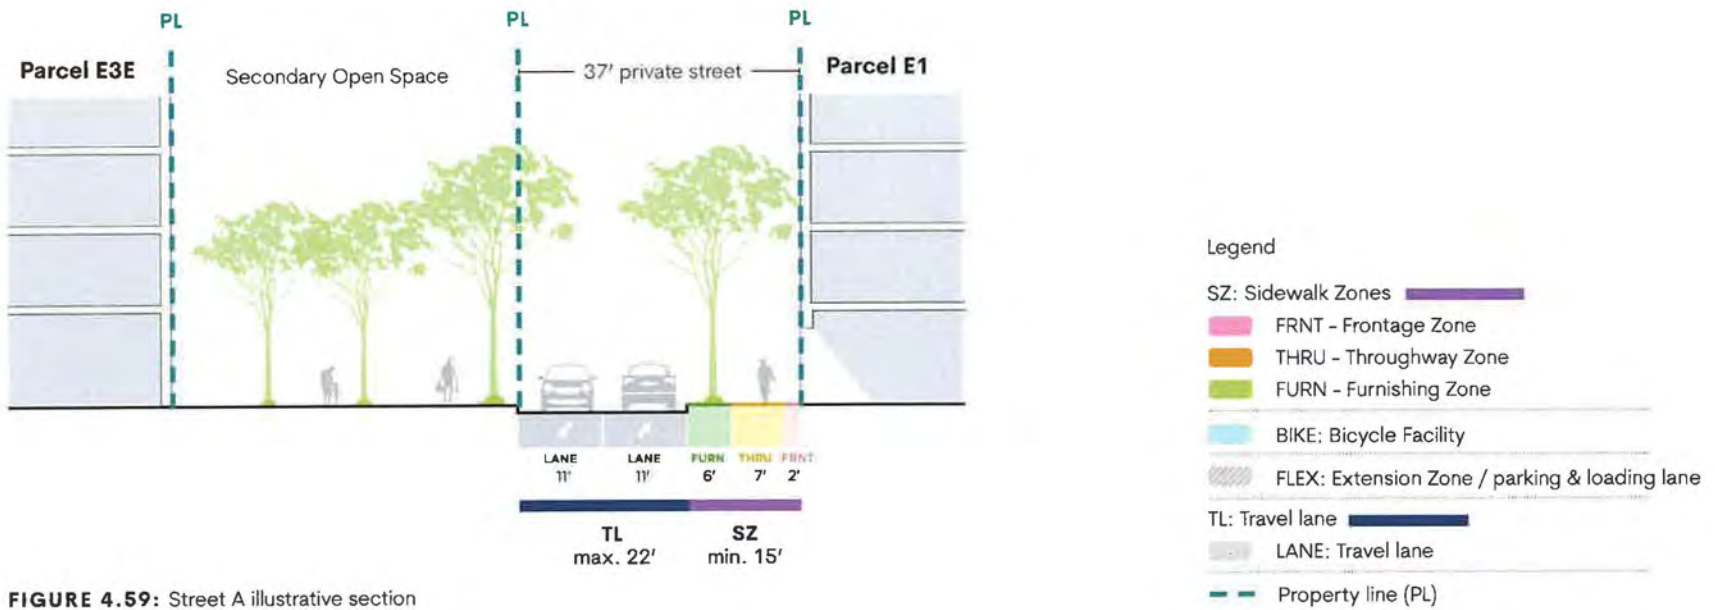 PL
PL
PL
Parcel E3E
Secondary Open Space
37' private street
Parcel E1
LANE
11'
LANE
11'
FURN
6'
THRU
7'
FRNT
2'
TL
max. 22'
SZ
min. 15'
FIGURE 4.59: Street A illustrative section
Legend
SZ: Sidewalk Zones
FRNT - Frontage Zone
THRU - Throughway Zone
FURN - Furnishing Zone
BIKE: Bicycle Facility
FLEX: Extension Zone / parking & loading lane
TL: Travel lane
LANE: Travel lane
Property line (PL)